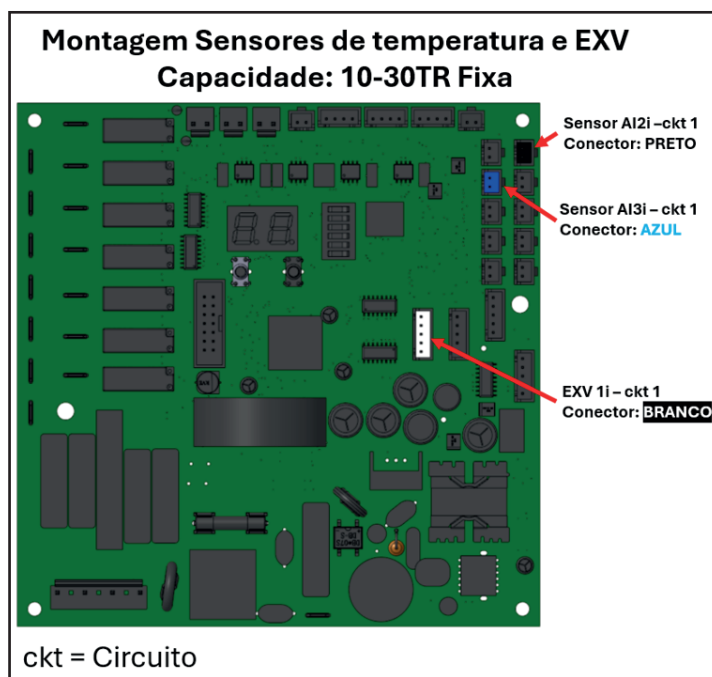 Montagem Sensores de temperatura e EXV
Capacidade: 10-30TR Fixa
Sensor AI2i –ckt 1
Conector: PRETO
Sensor AI3i – ckt 1
Conector: AZUL
EXV 1i – ckt 1
Conector: BRANCO
ckt = Circuito